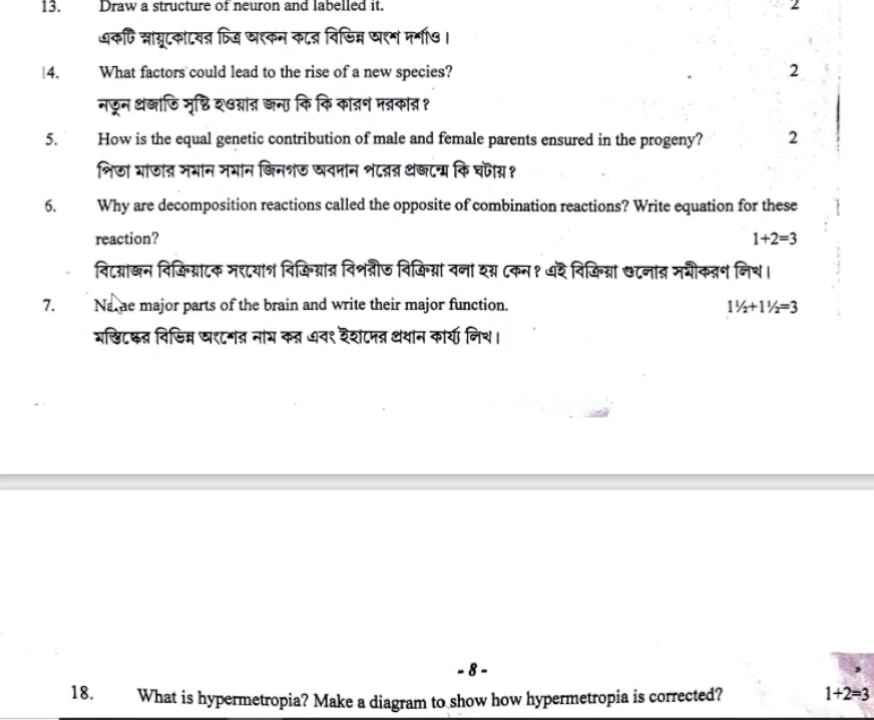 13. Draw a structure of neuron and labelled it. 2
একটি স্নায়ূকোষের চিত্র অংকন করে বিভিন্ন অংশ দর্শাও।
14. What factors could lead to the rise of a new species? 2
নতুন প্রজাতি সৃষ্টি হওয়ার জন্য কি কি কারণ দরকার?
5. How is the equal genetic contribution of male and female parents ensured in the progeny? 2
পিতা মাতার সমান সমান জিনগত অবদান পরের প্রজন্মে কি ঘটায়?
6. Why are decomposition reactions called the opposite of combination reactions? Write equation for these
reaction? 1+2=3
বিয়োজন বিক্রিয়াকে সংযোগ বিক্রিয়ার বিপরীত বিক্রিয়া বলা হয় কেন? এই বিক্রিয়া গুলোর সমীকরণ লিখ।
7. Name major parts of the brain and write their major function. 1½+1½=3
মস্তিষ্কের বিভিন্ন অংশের নাম কর এবং ইহাদের প্রধান কার্য্য লিখ।
- 8 -
18. What is hypermetropia? Make a diagram to show how hypermetropia is corrected? 1+2=3